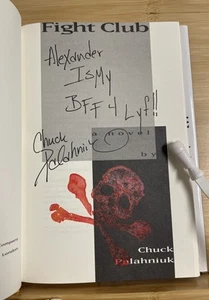 Fight Club
Alexander
Is My
BFF 4 Lyf!!
Chuck
Palahniuk
a novel
by
Chuck
Palahniuk